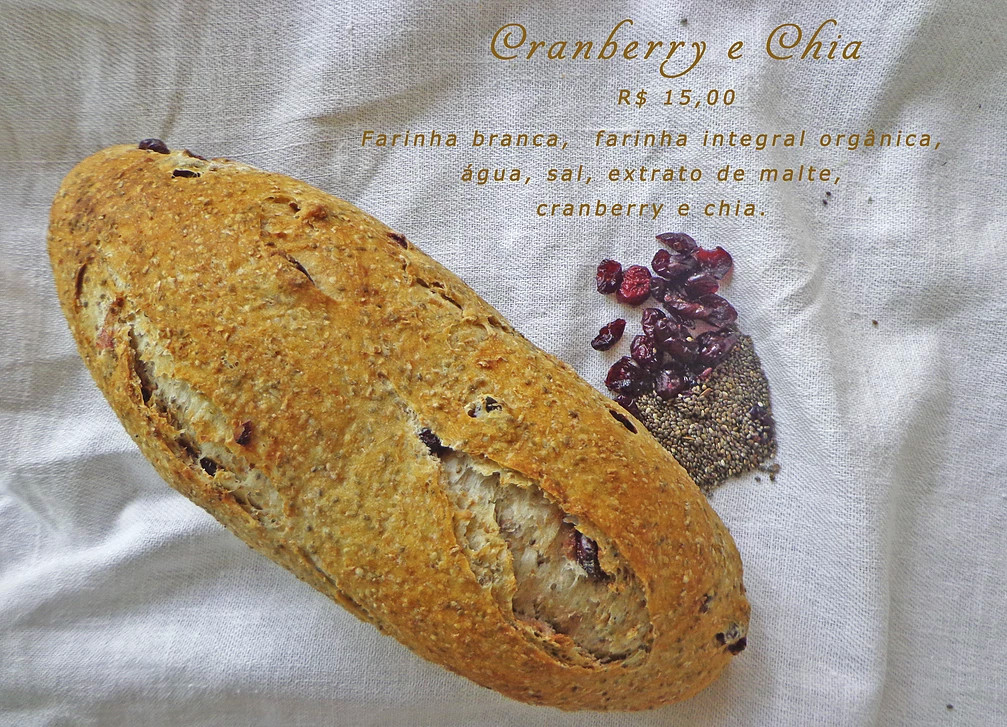 Cranberry e Chia
R$ 15,00
Farinha branca, farinha integral orgânica,
água, sal, extrato de malte,
cranberry e chia.